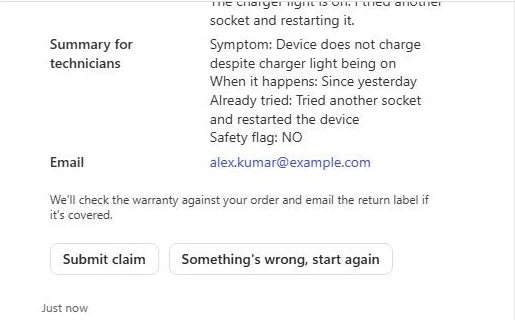 The charger light is on. I tried another
socket and restarting it.
Summary for technicians
Symptom: Device does not charge
despite charger light being on
When it happens: Since yesterday
Already tried: Tried another socket
and restarted the device
Safety flag: NO
Email
alex.kumar@example.com
We'll check the warranty against your order and email the return label if
it's covered.
Submit claim
Something's wrong, start again
Just now